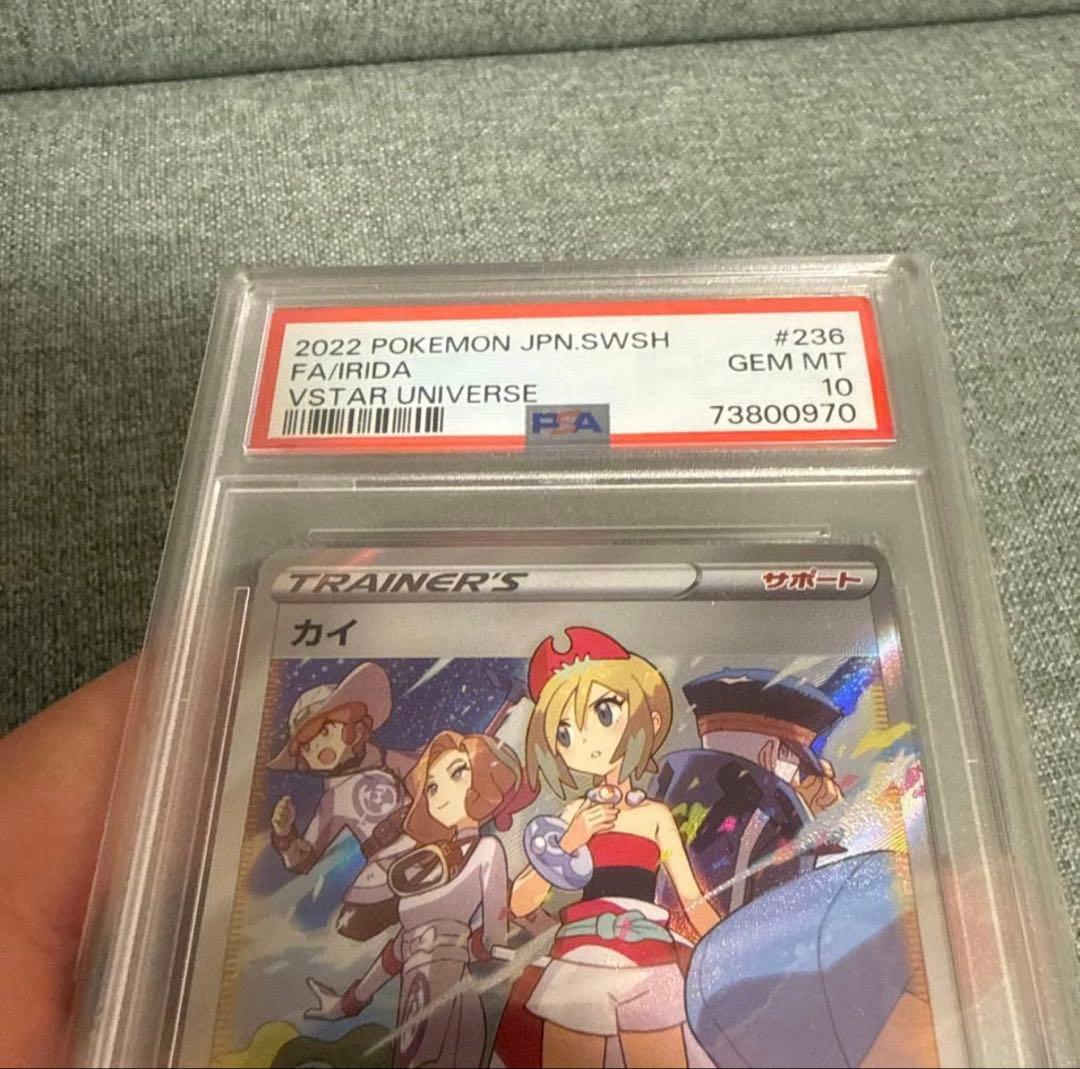 2022 POKEMON JPN.SWSH #236
FA/IRIDA GEM MT
VSTAR UNIVERSE 10
PSA 73800970
TRAINER'S サポート
カイ